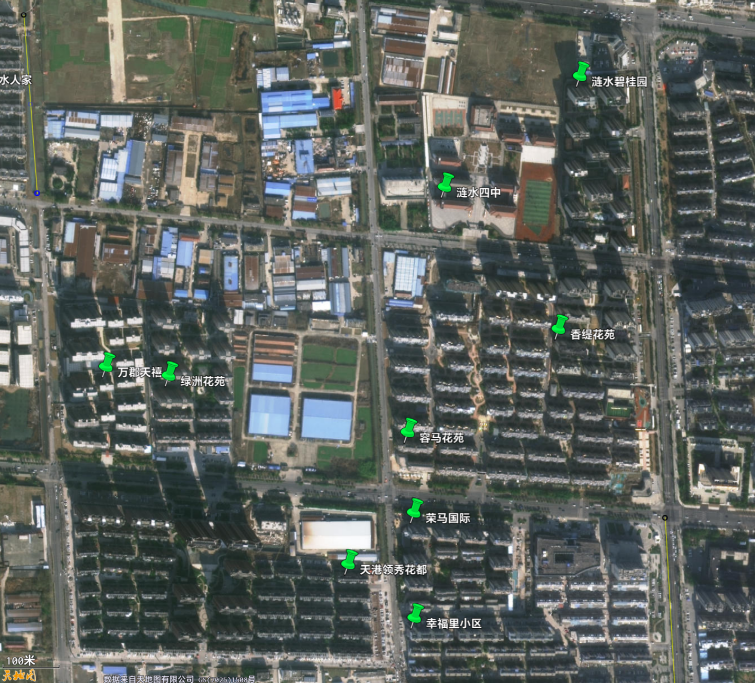 涟水碧桂园
水人家
涟水四中
香缇花苑
万郡天禧
绿洲花苑
容马花苑
荣马国际
天港领秀花都
幸福里小区
100米
天地图